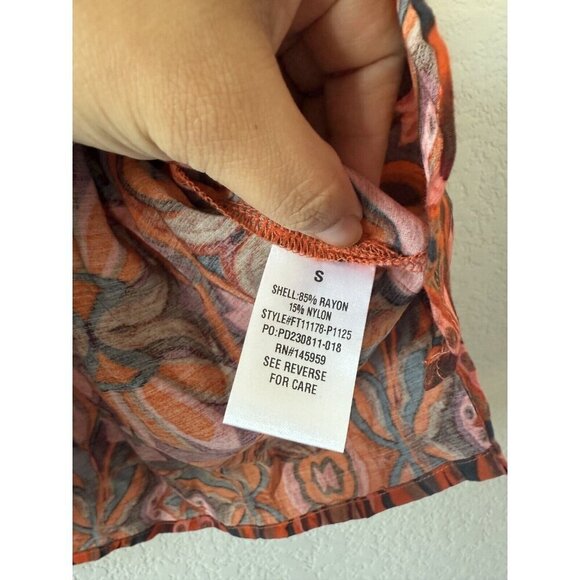 S
SHELL:85% RAYON
15% NYLON
STYLE#FT11178-P1125
PO:PD230811-018
RN#145959
SEE REVERSE
FOR CARE